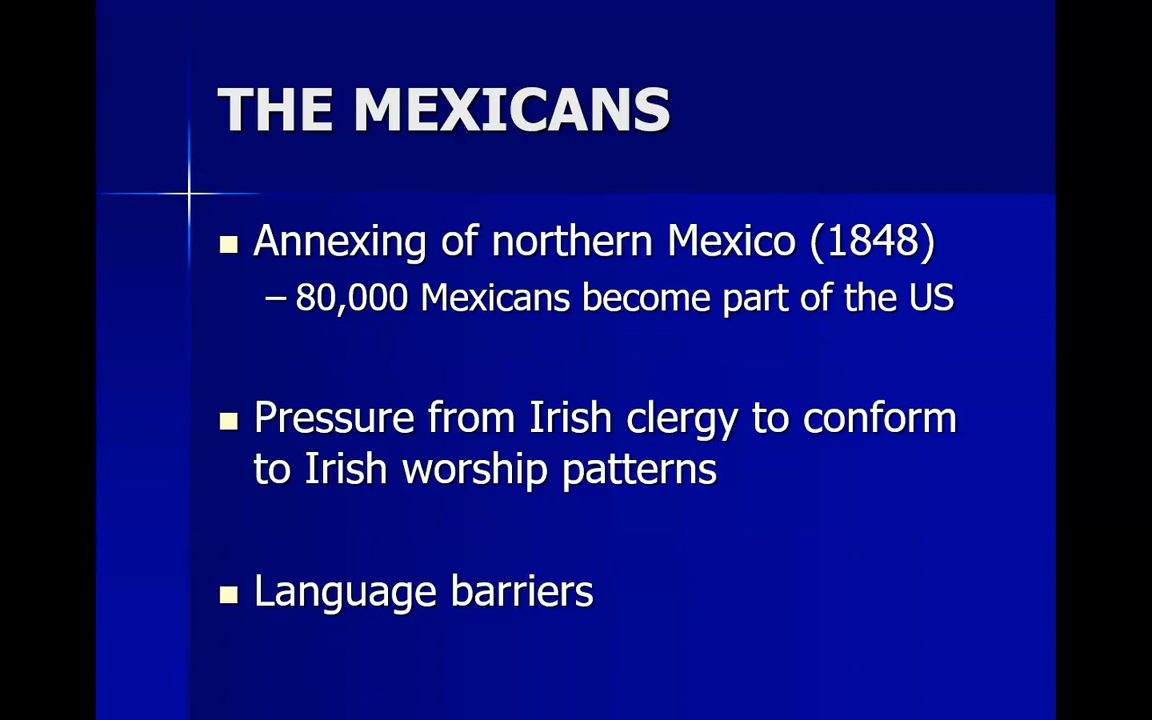 THE MEXICANS
Annexing of northern Mexico (1848)
– 80,000 Mexicans become part of the US
Pressure from Irish clergy to conform
to Irish worship patterns
Language barriers